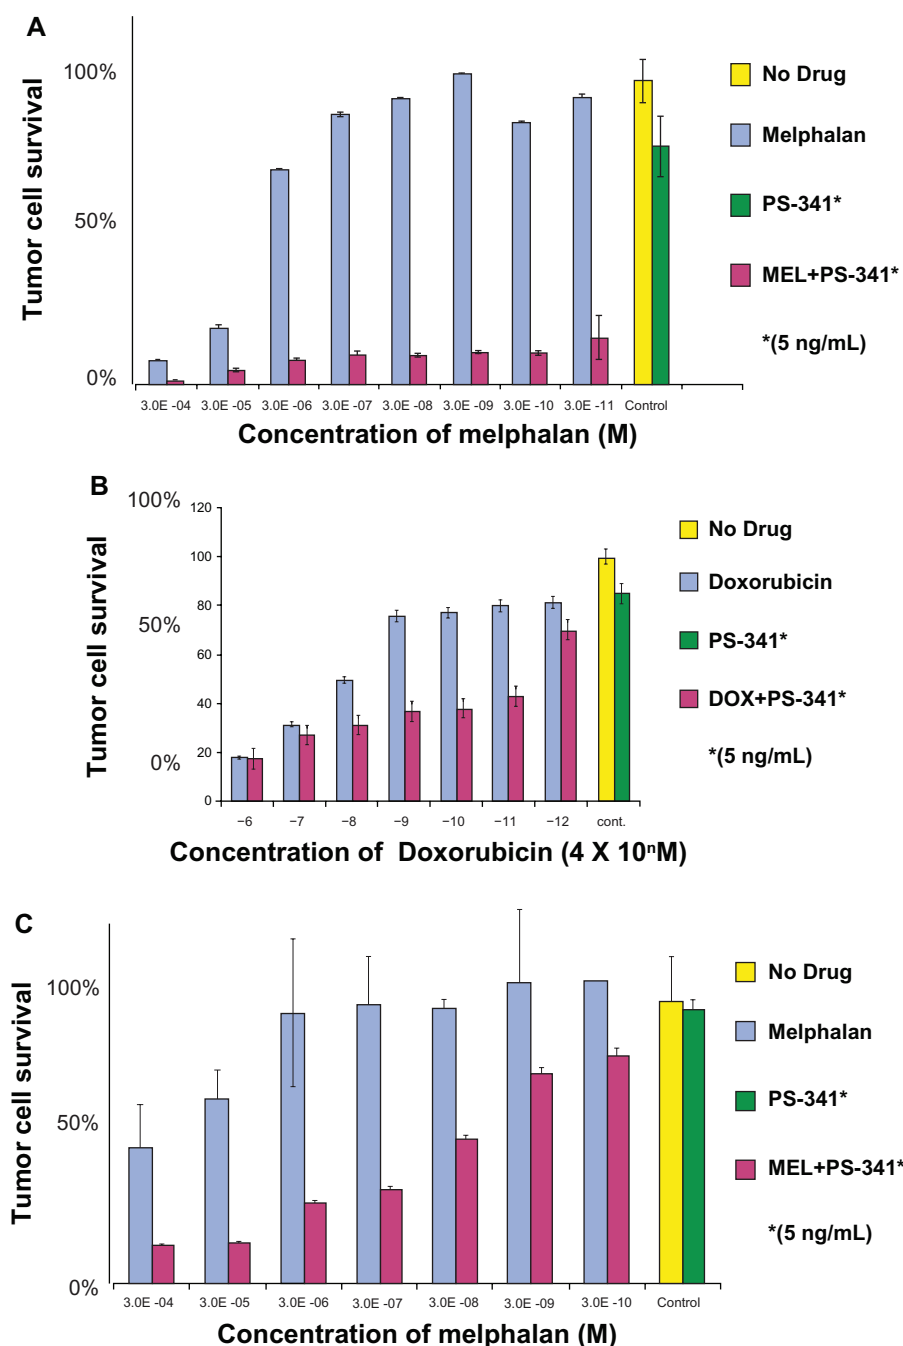 A
Tumor cell survival
100%
50%
0%
3.0E -04 3.0E -05 3.0E -06 3.0E -07 3.0E -08 3.0E -09 3.0E -10 3.0E -11 Control
Concentration of melphalan (M)
No Drug
Melphalan
PS-341*
MEL+PS-341*
*(5 ng/mL)
B
Tumor cell survival
100%
50%
0%
120
100
80
60
40
20
0
−6 −7 −8 −9 −10 −11 −12 cont.
Concentration of Doxorubicin (4 X 10ⁿM)
No Drug
Doxorubicin
PS-341*
DOX+PS-341*
*(5 ng/mL)
C
Tumor cell survival
100%
50%
0%
3.0E -04 3.0E -05 3.0E -06 3.0E -07 3.0E -08 3.0E -09 3.0E -10 Control
Concentration of melphalan (M)
No Drug
Melphalan
PS-341*
MEL+PS-341*
*(5 ng/mL)